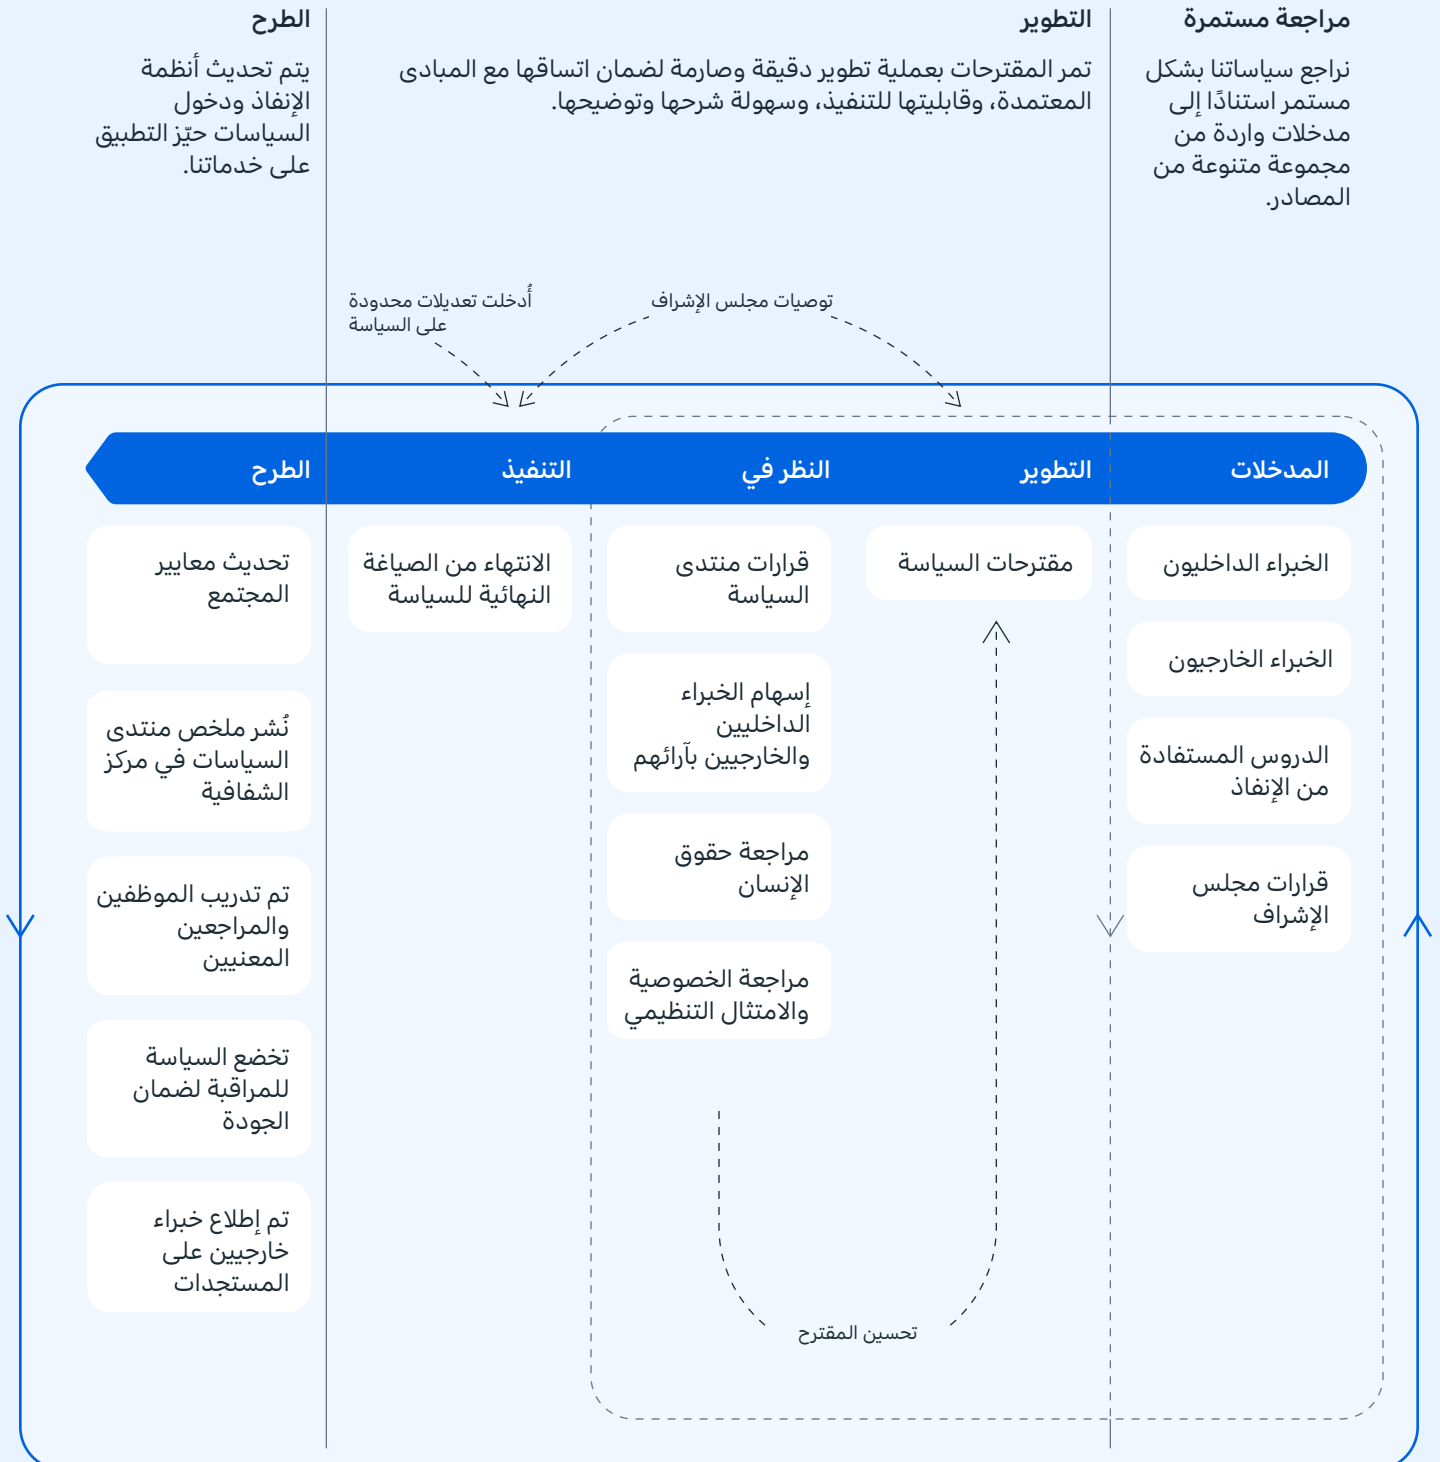 مراجعة مستمرة
نراجع سياساتنا بشكل
مستمر استنادًا إلى
مدخلات واردة من
مجموعة متنوعة من
المصادر.
التطوير
تمر المقترحات بعملية تطوير دقيقة وصارمة لضمان اتساقها مع المبادى
المعتمدة، وقابليتها للتنفيذ، وسهولة شرحها وتوضيحها.
الطرح
يتم تحديث أنظمة
الإنفاذ ودخول
السياسات حيّز التطبيق
على خدماتنا.
توصيات مجلس الإشراف
أُدخلت تعديلات محدودة
على السياسة
المدخلات
التطوير
النظر في
التنفيذ
الطرح
الخبراء الداخليون
الخبراء الخارجيون
الدروس المستفادة
من الإنفاذ
قرارات مجلس
الإشراف
مقترحات السياسة
قرارات منتدى
السياسة
إسهام الخبراء
الداخليين
والخارجيين بآرائهم
مراجعة حقوق
الإنسان
مراجعة الخصوصية
والامتثال التنظيمي
تحسين المقترح
الانتهاء من الصياغة
النهائية للسياسة
تحديث معايير
المجتمع
نُشر ملخص منتدى
السياسات في مركز
الشفافية
تم تدريب الموظفين
والمراجعين
المعنيين
تخضع السياسة
للمراقبة لضمان
الجودة
تم إطلاع خبراء
خارجيين على
المستجدات